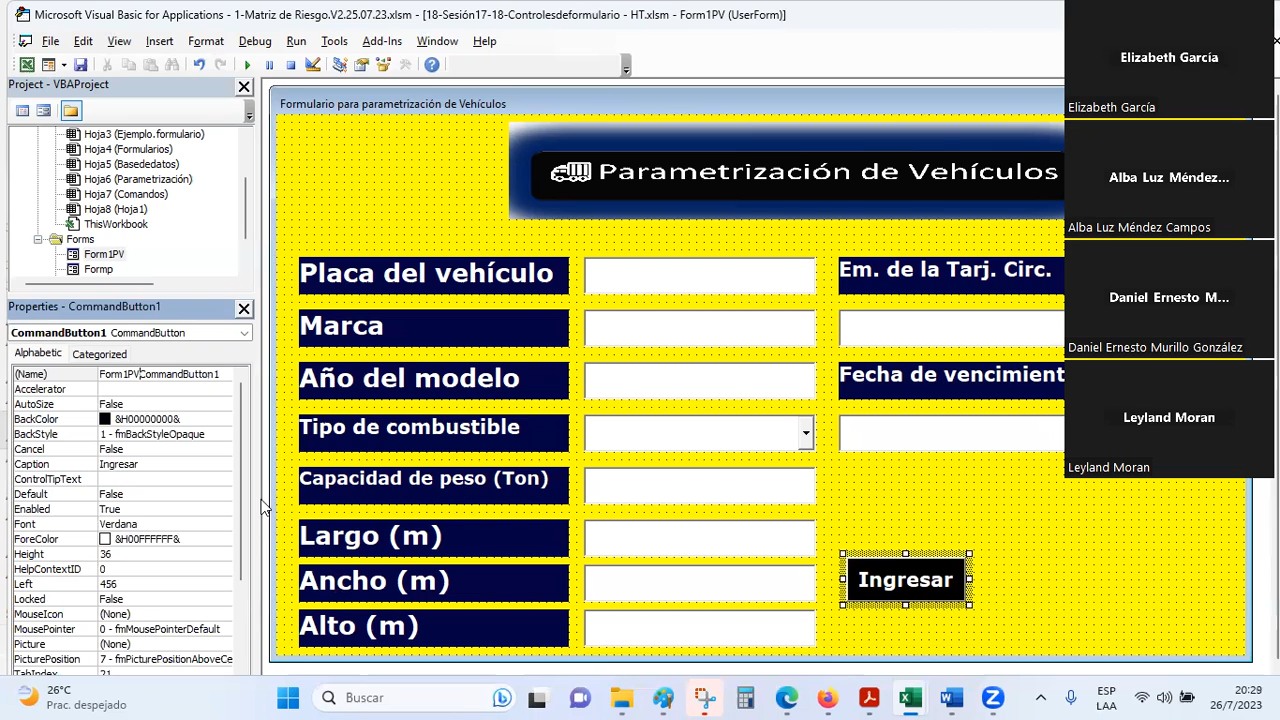 Microsoft Visual Basic for Applications - 1-Matriz de Riesgo.V2.25.07.23.xlsm - [18-Sesión17-18-Controlesdeformulario - HT.xlsm - Form1PV (UserForm)]
File Edit View Insert Format Debug Run Tools Add-Ins Window Help
Project - VBAProject
Hoja3 (Ejemplo.formulario)
Hoja4 (Formularios)
Hoja5 (Basededatos)
Hoja6 (Parametrización)
Hoja7 (Comandos)
Hoja8 (Hoja1)
ThisWorkbook
Forms
Form1PV
Formp
Properties - CommandButton1
CommandButton1 CommandButton
Alphabetic Categorized
(Name) Form1PVCommandButton1
Accelerator
AutoSize False
BackColor &H00000000&
BackStyle 1 - fmBackStyleOpaque
Cancel False
Caption Ingresar
ControlTipText
Default False
Enabled True
Font Verdana
ForeColor &H00FFFFFF&
Height 36
HelpContextID 0
Left 456
Locked False
MouseIcon (None)
MousePointer 0 - fmMousePointerDefault
Picture (None)
PicturePosition 7 - fmPicturePositionAboveCe
TabIndex 21
Formulario para parametrización de Vehículos
Parametrización de Vehículos
Placa del vehículo
Marca
Año del modelo
Tipo de combustible
Capacidad de peso (Ton)
Largo (m)
Ancho (m)
Alto (m)
Em. de la Tarj. Circ.
Fecha de vencimient
Ingresar
Elizabeth García
Elizabeth García
Alba Luz Méndez...
Alba Luz Méndez Campos
Daniel Ernesto M...
Daniel Ernesto Murillo González
Leyland Moran
Leyland Moran
26°C
rac. despejado
Buscar
ESP
LAA
20:29
26/7/2023